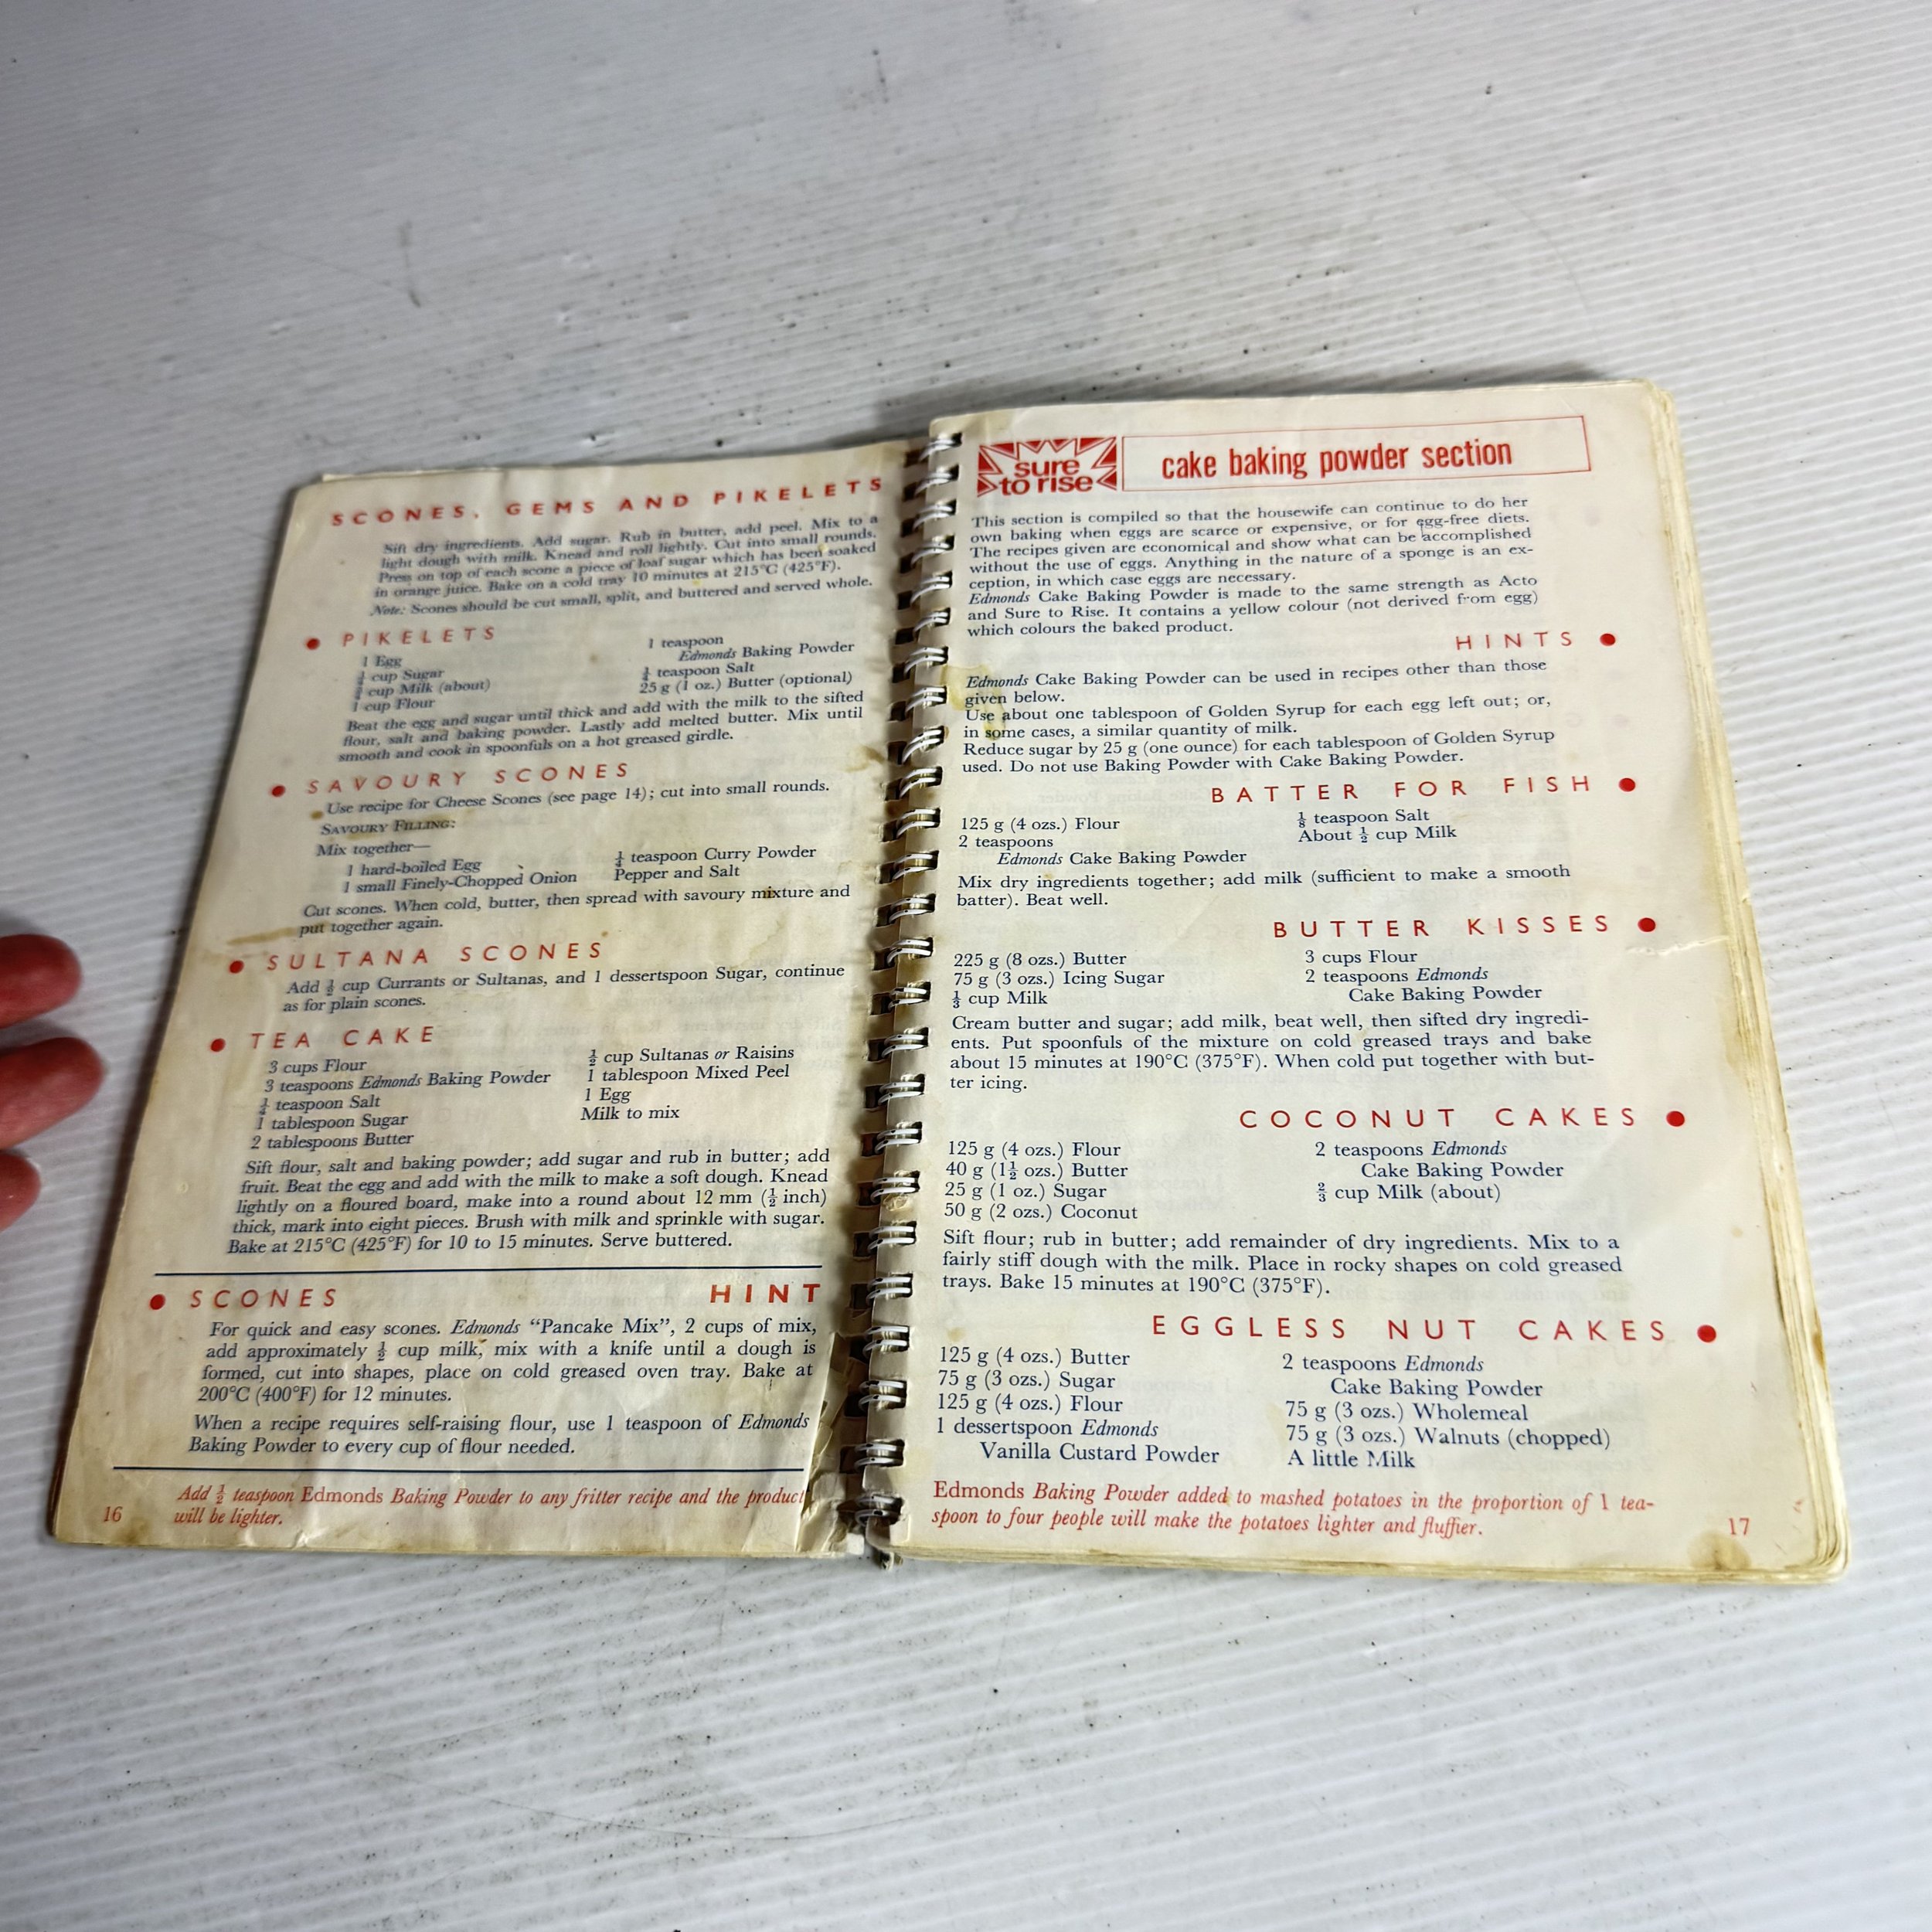 SCONES, GEMS AND PIKELETS
Sift dry ingredients. Add sugar. Rub in butter, add peel. Mix to a
light dough with milk. Knead and roll lightly. Cut into small rounds.
Press on top of each scone a piece of loaf sugar which has been soaked
in orange juice. Bake on a cold tray 10 minutes at 215°C (425°F).
Note: Scones should be cut small, split, and buttered and served whole.
● PIKELETS
1 Egg
cup Sugar
cup Milk (about)
1 cup Flour
1 teaspoon
Edmonds Baking Powder
¼ teaspoon Salt
25 g (1 oz.) Butter (optional)
Beat the egg and sugar until thick and add with the milk to the sifted
flour, salt and baking powder. Lastly add melted butter. Mix until
smooth and cook in spoonfuls on a hot greased girdle.
● SAVOURY SCONES
Use recipe for Cheese Scones (see page 14); cut into small rounds.
SAVOURY FILLING:
Mix together—
1 hard-boiled Egg
1 small Finely-Chopped Onion
¼ teaspoon Curry Powder
Pepper and Salt
Cut scones. When cold, butter, then spread with savoury mixture and
put together again.
● SULTANA SCONES
Add ½ cup Currants or Sultanas, and 1 dessertspoon Sugar, continue
as for plain scones.
● TEA CAKE
3 cups Flour
3 teaspoons Edmonds Baking Powder
¼ teaspoon Salt
1 tablespoon Sugar
2 tablespoons Butter
½ cup Sultanas or Raisins
1 tablespoon Mixed Peel
1 Egg
Milk to mix
Sift flour, salt and baking powder; add sugar and rub in butter; add
fruit. Beat the egg and add with the milk to make a soft dough. Knead
lightly on a floured board, make into a round about 12 mm (½ inch)
thick, mark into eight pieces. Brush with milk and sprinkle with sugar.
Bake at 215°C (425°F) for 10 to 15 minutes. Serve buttered.
● SCONES HINT
For quick and easy scones. Edmonds “Pancake Mix”, 2 cups of mix,
add approximately ½ cup milk, mix with a knife until a dough is
formed, cut into shapes, place on cold greased oven tray. Bake at
200°C (400°F) for 12 minutes.
When a recipe requires self-raising flour, use 1 teaspoon of Edmonds
Baking Powder to every cup of flour needed.
Add ½ teaspoon Edmonds Baking Powder to any fritter recipe and the product
will be lighter.
16
sure
to rise
cake baking powder section
This section is compiled so that the housewife can continue to do her
own baking when eggs are scarce or expensive, or for egg-free diets.
The recipes given are economical and show what can be accomplished
without the use of eggs. Anything in the nature of a sponge is an ex-
ception, in which case eggs are necessary.
Edmonds Cake Baking Powder is made to the same strength as Acto
and Sure to Rise. It contains a yellow colour (not derived from egg)
which colours the baked product.
HINTS ●
Edmonds Cake Baking Powder can be used in recipes other than those
given below.
Use about one tablespoon of Golden Syrup for each egg left out; or,
in some cases, a similar quantity of milk.
Reduce sugar by 25 g (one ounce) for each tablespoon of Golden Syrup
used. Do not use Baking Powder with Cake Baking Powder.
BATTER FOR FISH ●
125 g (4 ozs.) Flour
2 teaspoons
Edmonds Cake Baking Powder
⅛ teaspoon Salt
About ½ cup Milk
Mix dry ingredients together; add milk (sufficient to make a smooth
batter). Beat well.
BUTTER KISSES ●
225 g (8 ozs.) Butter
75 g (3 ozs.) Icing Sugar
⅓ cup Milk
3 cups Flour
2 teaspoons Edmonds
Cake Baking Powder
Cream butter and sugar; add milk, beat well, then sifted dry ingredi-
ents. Put spoonfuls of the mixture on cold greased trays and bake
about 15 minutes at 190°C (375°F). When cold put together with but-
ter icing.
COCONUT CAKES ●
125 g (4 ozs.) Flour
40 g (1½ ozs.) Butter
25 g (1 oz.) Sugar
50 g (2 ozs.) Coconut
2 teaspoons Edmonds
Cake Baking Powder
⅔ cup Milk (about)
Sift flour; rub in butter; add remainder of dry ingredients. Mix to a
fairly stiff dough with the milk. Place in rocky shapes on cold greased
trays. Bake 15 minutes at 190°C (375°F).
EGGLESS NUT CAKES ●
125 g (4 ozs.) Butter
75 g (3 ozs.) Sugar
125 g (4 ozs.) Flour
1 dessertspoon Edmonds
Vanilla Custard Powder
2 teaspoons Edmonds
Cake Baking Powder
75 g (3 ozs.) Wholemeal
75 g (3 ozs.) Walnuts (chopped)
A little Milk
Edmonds Baking Powder added to mashed potatoes in the proportion of 1 tea-
spoon to four people will make the potatoes lighter and fluffier.
17